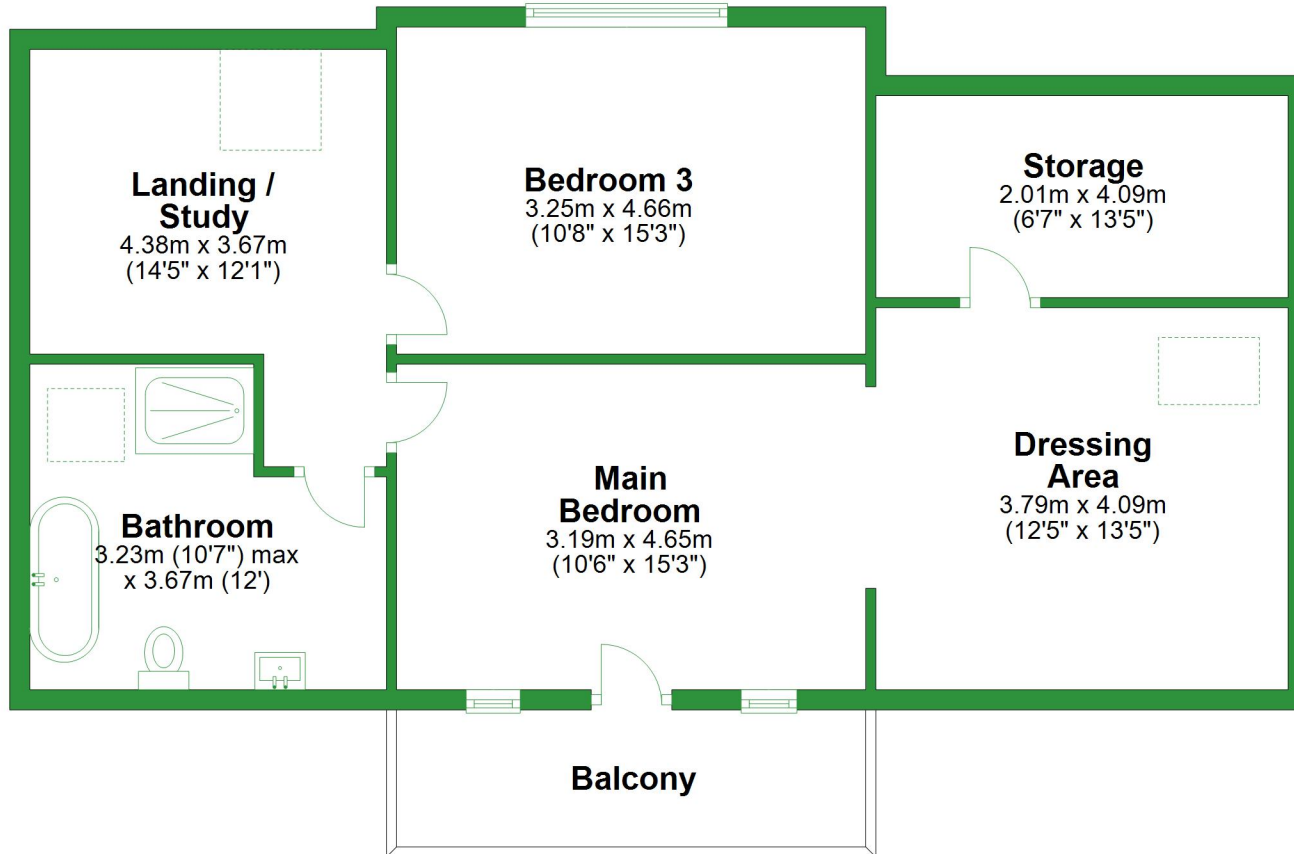 Landing /
Study
4.38m x 3.67m
(14'5" x 12'1")
Bedroom 3
3.25m x 4.66m
(10'8" x 15'3")
Storage
2.01m x 4.09m
(6'7" x 13'5")
Bathroom
3.23m (10'7") max
x 3.67m (12')
Main
Bedroom
3.19m x 4.65m
(10'6" x 15'3")
Dressing
Area
3.79m x 4.09m
(12'5" x 13'5")
Balcony